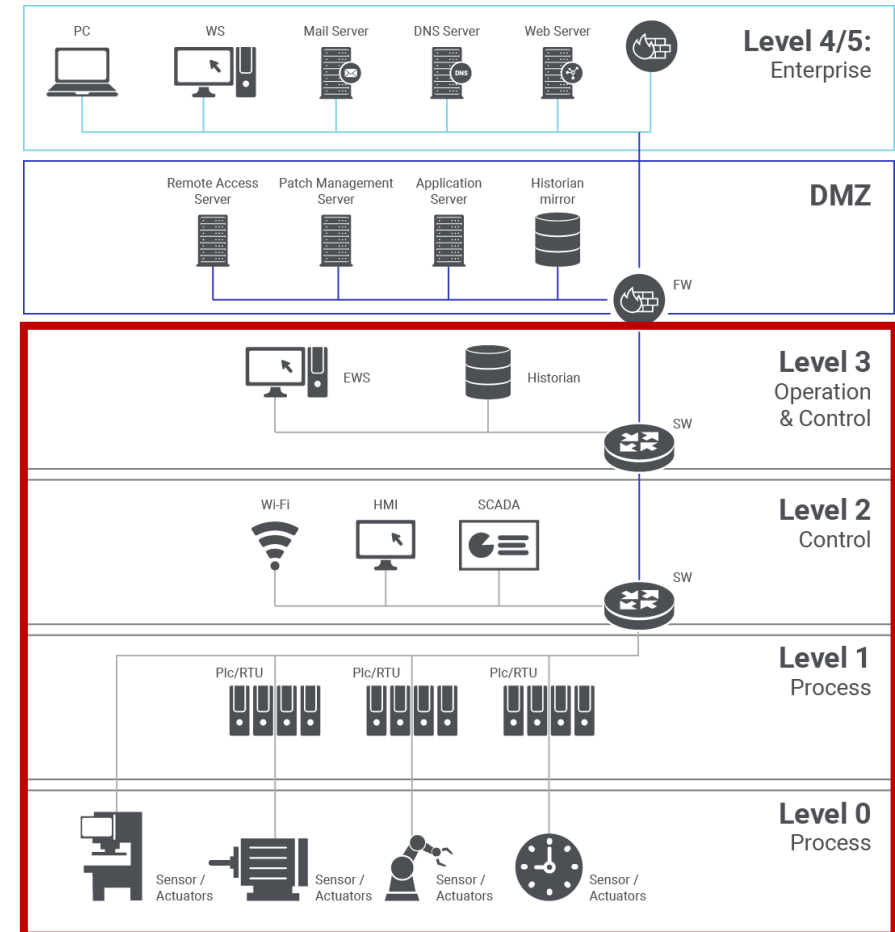 PC
WS
Mail Server
DNS Server
Web Server
DNS
Level 4/5:
Enterprise
Remote Access
Server
Patch Management
Server
Application
Server
Historian
mirror
DMZ
FW
EWS
Historian
SW
Level 3
Operation
& Control
Wi-Fi
HMI
SCADA
SW
Level 2
Control
Plc/RTU
Plc/RTU
Plc/RTU
Level 1
Process
Sensor /
Actuators
Sensor /
Actuators
Sensor /
Actuators
Sensor /
Actuators
Level 0
Process